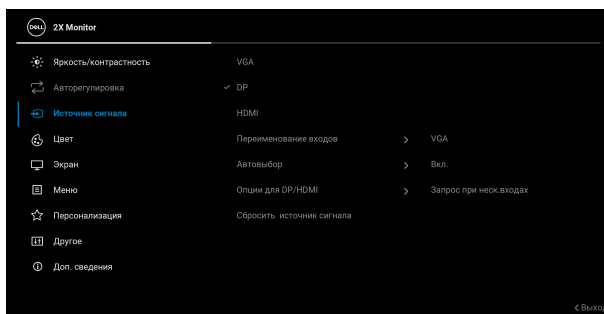 DELL 2X Monitor
Яркость/контрастность
VGA
Авторегулировка
DP
Источник сигнала
HDMI
Цвет
Переименование входов
VGA
Экран
Автовыбор
Вкл.
Меню
Опции для DP/HDMI
Запрос при неск.входах
Персонализация
Сбросить источник сигнала
Другое
Доп. сведения
Выход